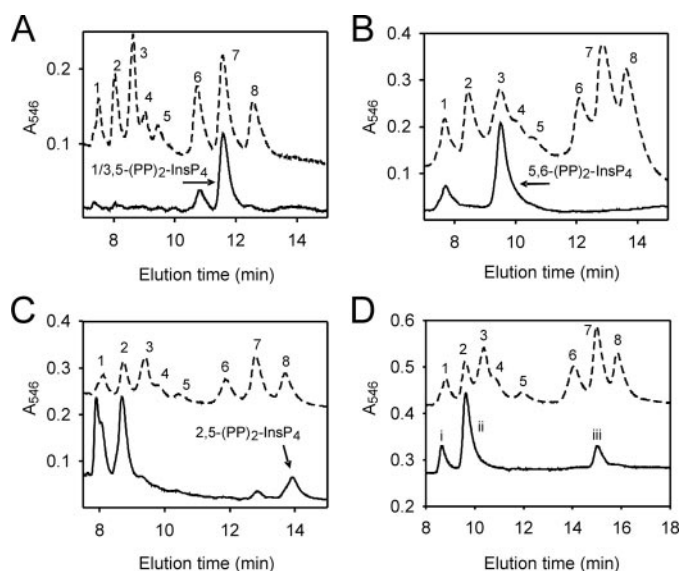 A
0.2
0.1
A546
1
2
3
4
5
6
7
8
1/3,5-(PP)2-InsP4
8 10 12 14
Elution time (min)
B
0.4
0.3
0.2
0.1
A546
1
2
3
4
5
6
7
8
5,6-(PP)2-InsP4
8 10 12 14
Elution time (min)
C
0.4
0.3
0.2
0.1
A546
1
2
3
4
5
6
7
8
2,5-(PP)2-InsP4
8 10 12 14
Elution time (min)
D
0.6
0.5
0.4
0.3
0.2
A546
1
2
3
4
5
6
7
8
i
ii
iii
8 10 12 14 16 18
Elution time (min)